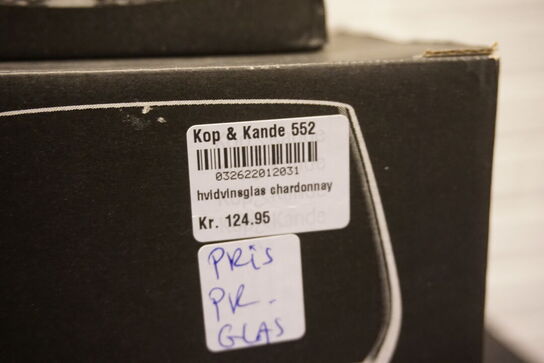 Kop & Kande 552
032622012031
hvidvinsglas chardonnay
Kr. 124.95
PRiS
PR.
GLAS